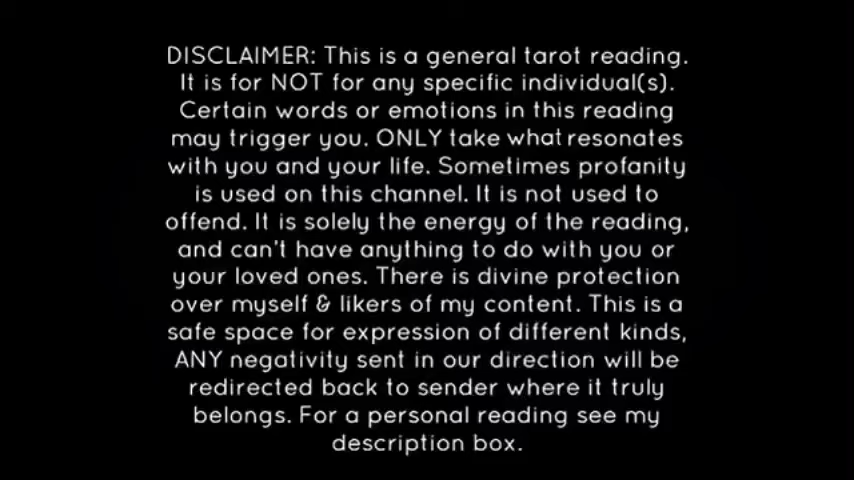 DISCLAIMER: This is a general tarot reading.
It is for NOT for any specific individual(s).
Certain words or emotions in this reading
may trigger you. ONLY take what resonates
with you and your life. Sometimes profanity
is used on this channel. It is not used to
offend. It is solely the energy of the reading,
and can't have anything to do with you or
your loved ones. There is divine protection
over myself & likers of my content. This is a
safe space for expression of different kinds,
ANY negativity sent in our direction will be
redirected back to sender where it truly
belongs. For a personal reading see my
description box.